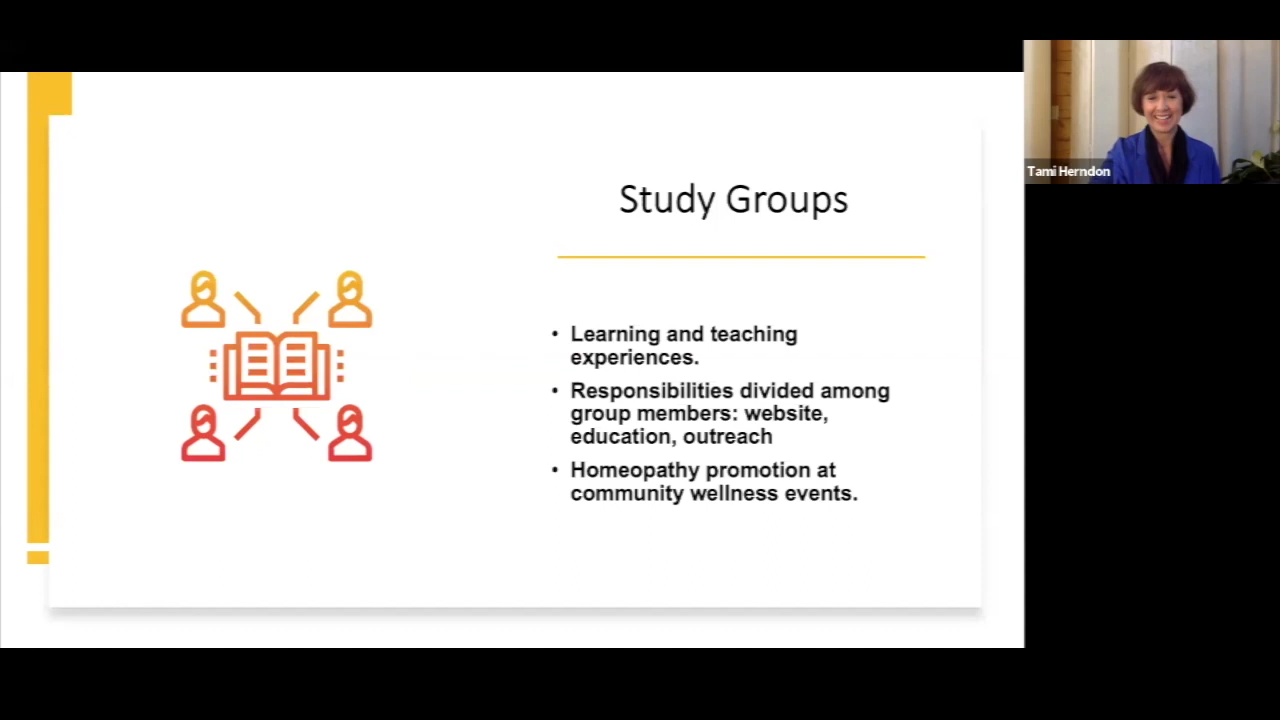 Study Groups
• Learning and teaching
experiences.
• Responsibilities divided among
group members: website,
education, outreach
• Homeopathy promotion at
community wellness events.
Tami Herndon